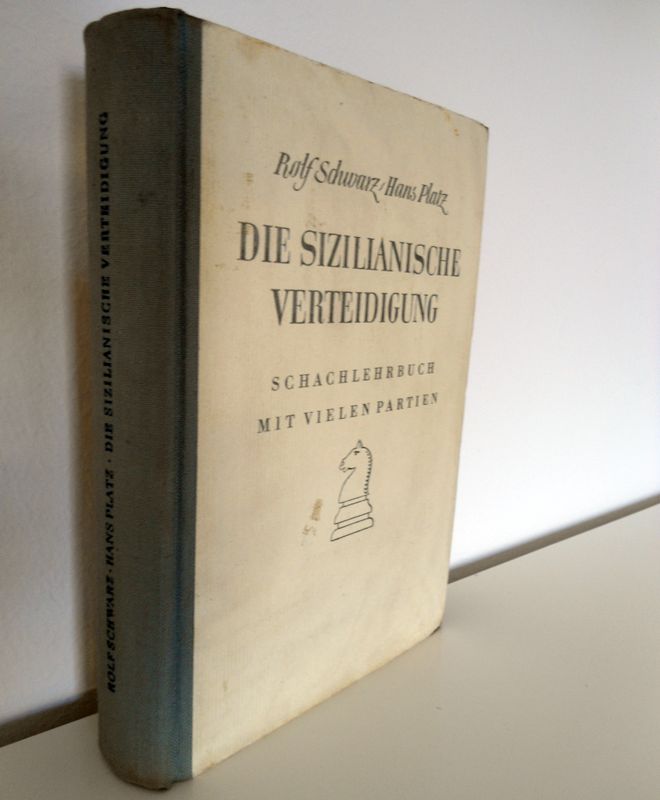 Rolf Schwarz / Hans Platz
DIE SIZILIANISCHE
VERTEIDIGUNG
SCHACHLEHRBUCH
MIT VIELEN PARTIEN
ROLF SCHWARZ · HANS PLATZ · DIE SIZILIANISCHE VERTEIDIGUNG